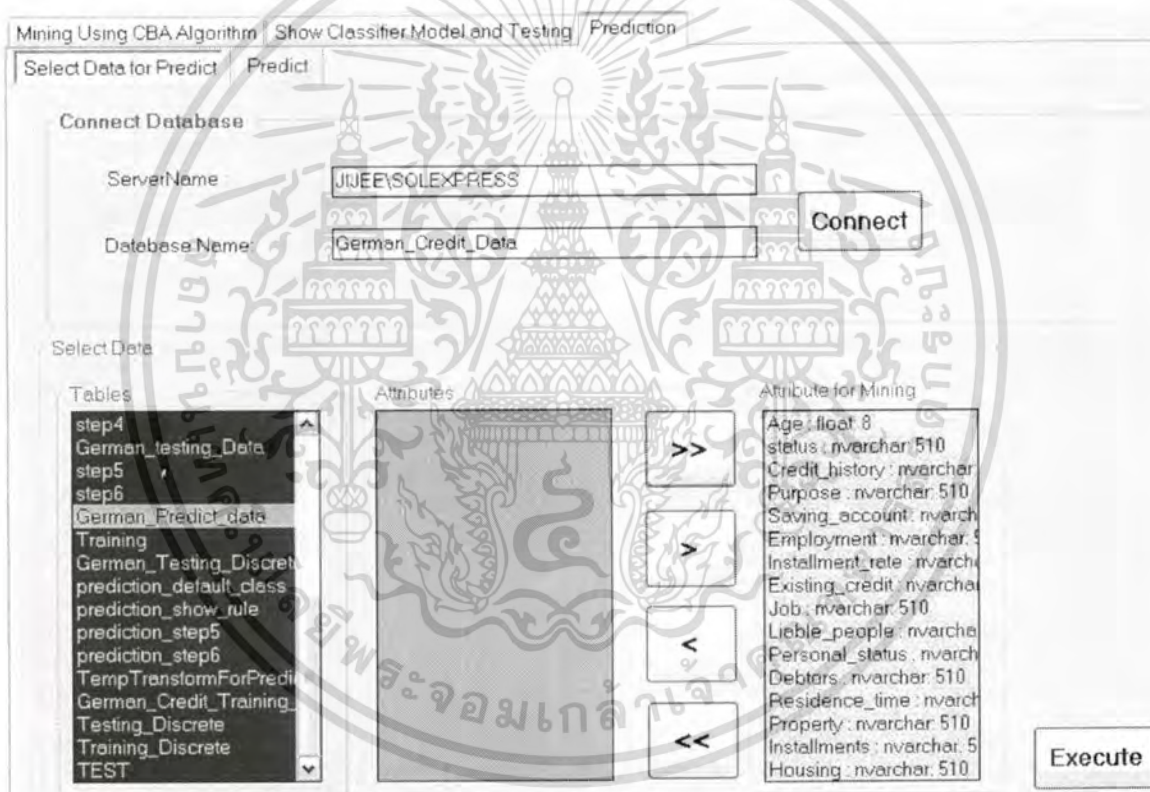 Mining Using CBA Algorithm Show Classifier Model and Testing Prediction
Select Data for Predict Predict
Connect Database
ServerName
JIJEE\SQLEXPRESS
Connect
Database Name:
German_Credit_Data
Select Data
Tables
Attributes
Attribute for Mining
step4
German_testing_Data
step5
step6
German_Predict_data
Training
German_Testing_Discret
prediction_default_class
prediction_show_rule
prediction_step5
prediction_step6
TempTransformForPredi
German_Credit_Training_
Testing_Discrete
Training_Discrete
TEST
>>
>
<
<<
Age : float: 8
status : nvarchar: 510
Credit_history : nvarchar
Purpose : nvarchar: 510
Saving_account : nvarch
Employment : nvarchar: 5
Installment_rate : nvarch
Existing_credit : nvarchar
Job : nvarchar: 510
Liable_people : nvarcha
Personal_status : nvarch
Debtors : nvarchar: 510
Residence_time : nvarch
Property : nvarchar: 510
Installments : nvarchar: 5
Housing : nvarchar: 510
Execute